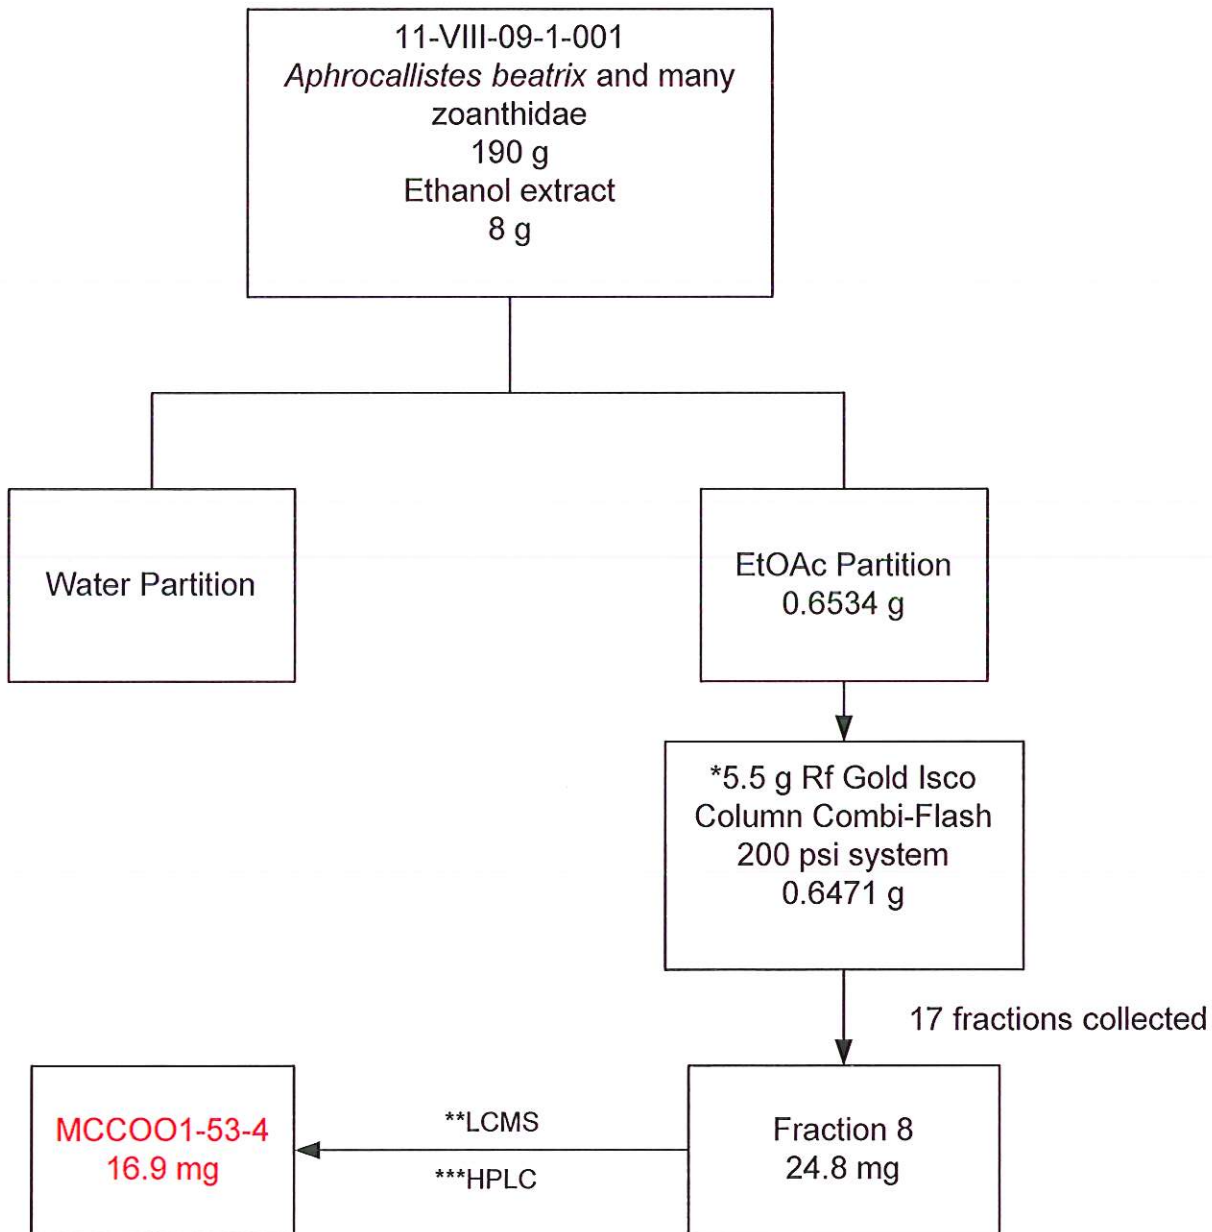 11-VIII-09-1-001
Aphrocallistes beatrix and many
zoanthidae
190 g
Ethanol extract
8 g
Water Partition
EtOAc Partition
0.6534 g
*5.5 g Rf Gold Isco
Column Combi-Flash
200 psi system
0.6471 g
17 fractions collected
MCCOO1-53-4
16.9 mg
**LCMS
***HPLC
Fraction 8
24.8 mg